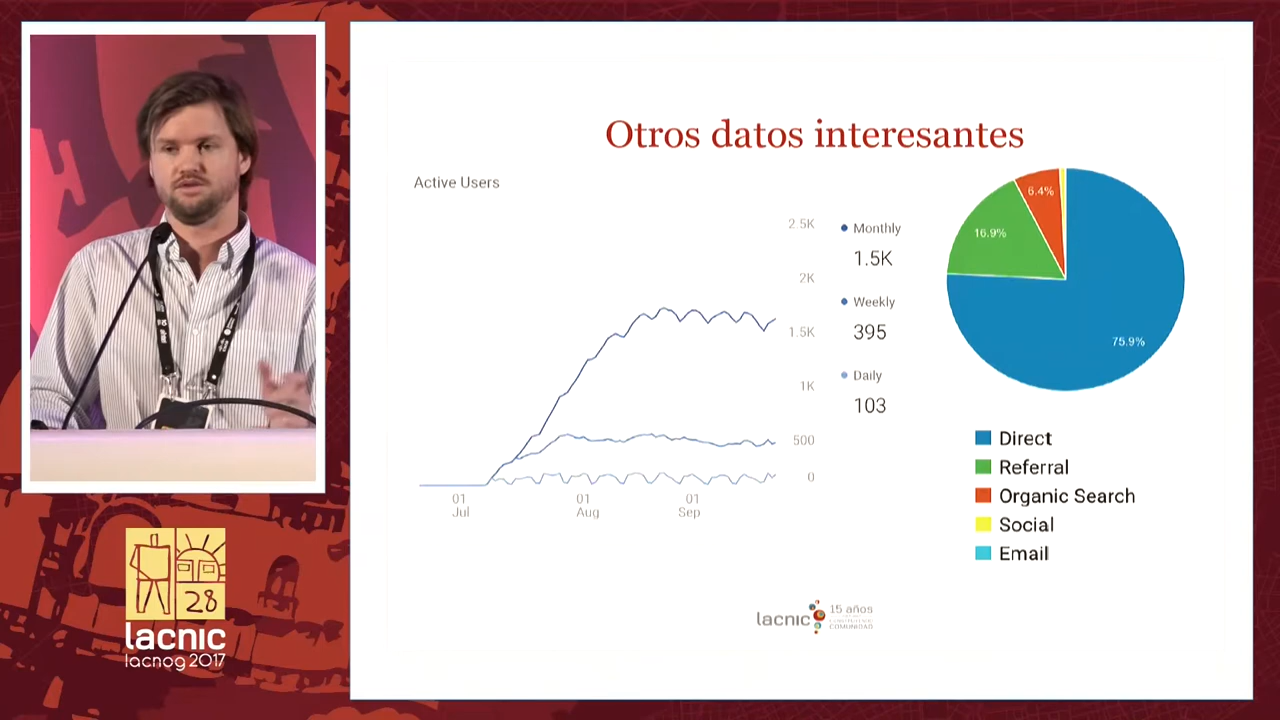 Otros datos interesantes
Active Users
2.5K
2K
1.5K
1K
500
0
01
Jul
01
Aug
01
Sep
Monthly
1.5K
Weekly
395
Daily
103
6.4%
16.9%
75.9%
Direct
Referral
Organic Search
Social
Email
lacnic
15 años
COMUNIDAD
28
lacnic
lacnog 2017